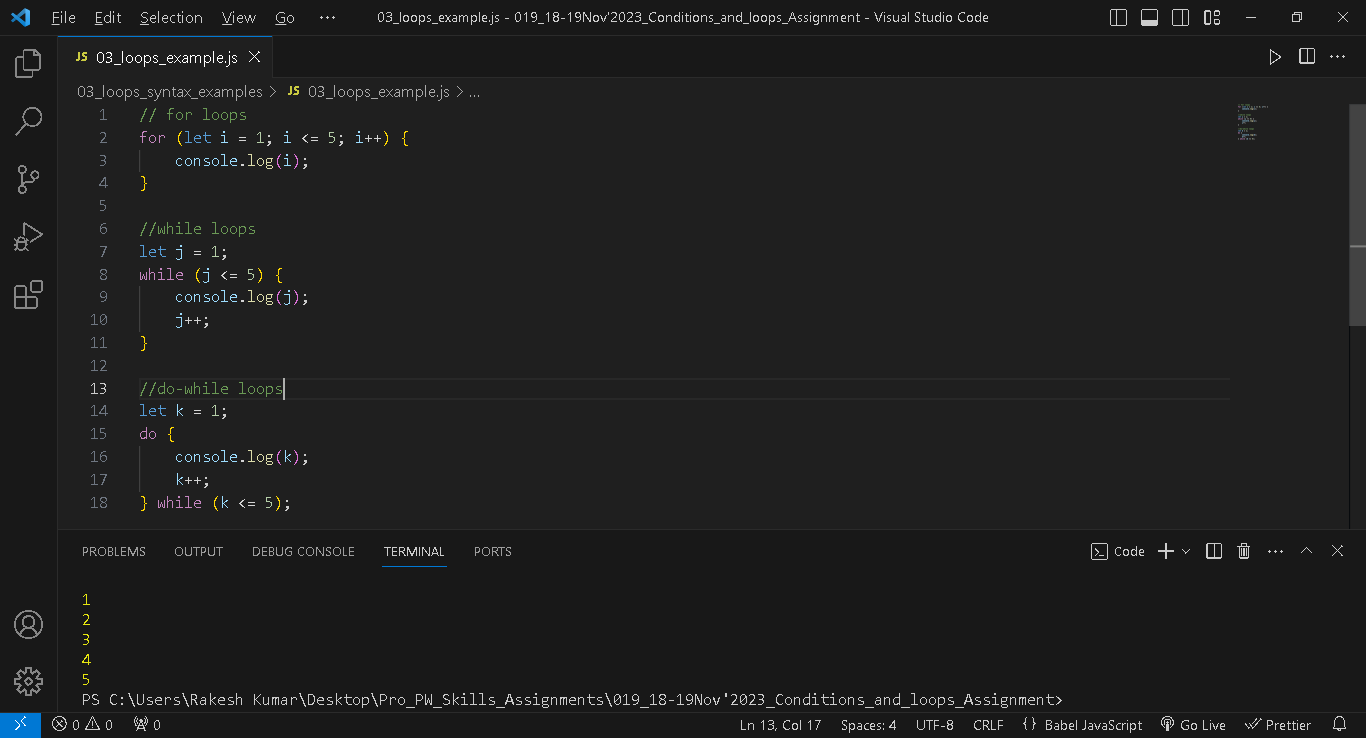 File Edit Selection View Go ··· 03_loops_example.js - 019_18-19Nov'2023_Conditions_and_loops_Assignment - Visual Studio Code
JS 03_loops_example.js
03_loops_syntax_examples > JS 03_loops_example.js > ...
1 // for loops
2 for (let i = 1; i <= 5; i++) {
3     console.log(i);
4 }
5
6 //while loops
7 let j = 1;
8 while (j <= 5) {
9     console.log(j);
10     j++;
11 }
12
13 //do-while loops
14 let k = 1;
15 do {
16     console.log(k);
17     k++;
18 } while (k <= 5);
PROBLEMS OUTPUT DEBUG CONSOLE TERMINAL PORTS Code
1
2
3
4
5
PS C:\Users\Rakesh Kumar\Desktop\Pro_PW_Skills_Assignments\019_18-19Nov'2023_Conditions_and_loops_Assignment>
0 0 0 Ln 13, Col 17 Spaces: 4 UTF-8 CRLF {} Babel JavaScript Go Live Prettier